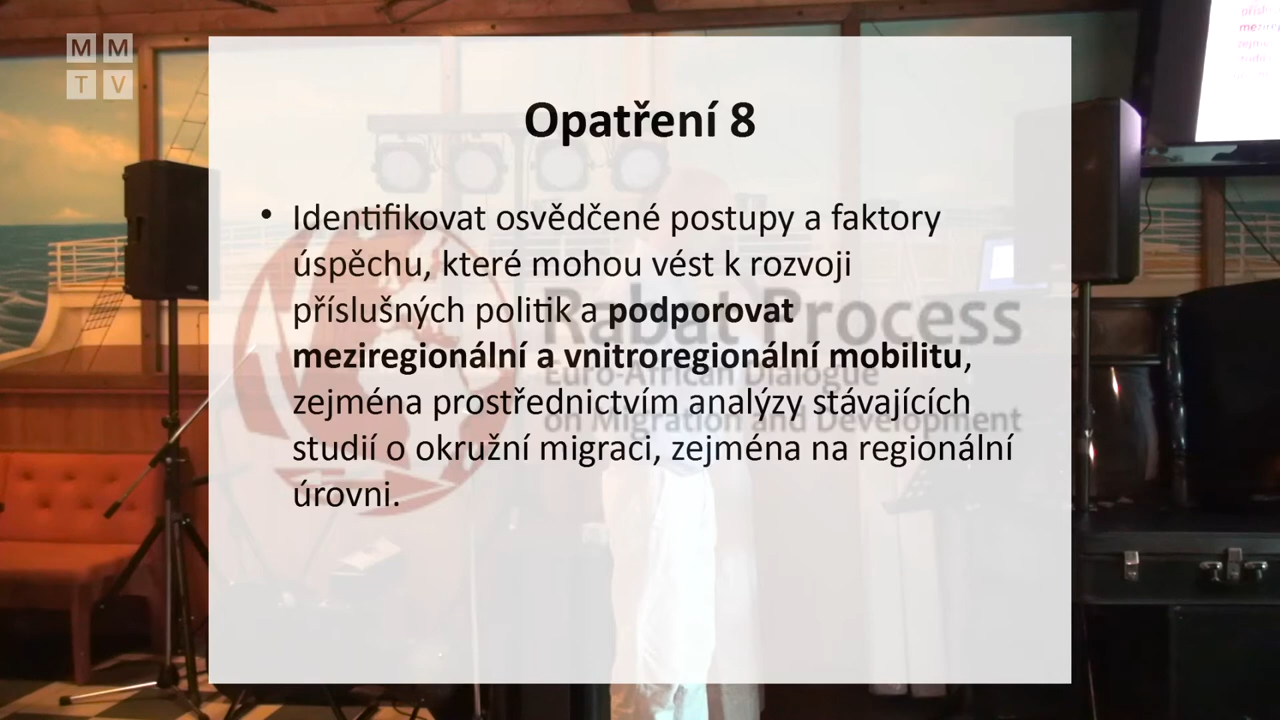 M M
T V
Opatření 8
• Identifikovat osvědčené postupy a faktory
úspěchu, které mohou vést k rozvoji
příslušných politik a podporovat
meziregionální a vnitroregionální mobilitu,
zejména prostřednictvím analýzy stávajících
studií o okružní migraci, zejména na regionální
úrovni.
Rabat Process
Euro-African Dialogue
on Migration and Development